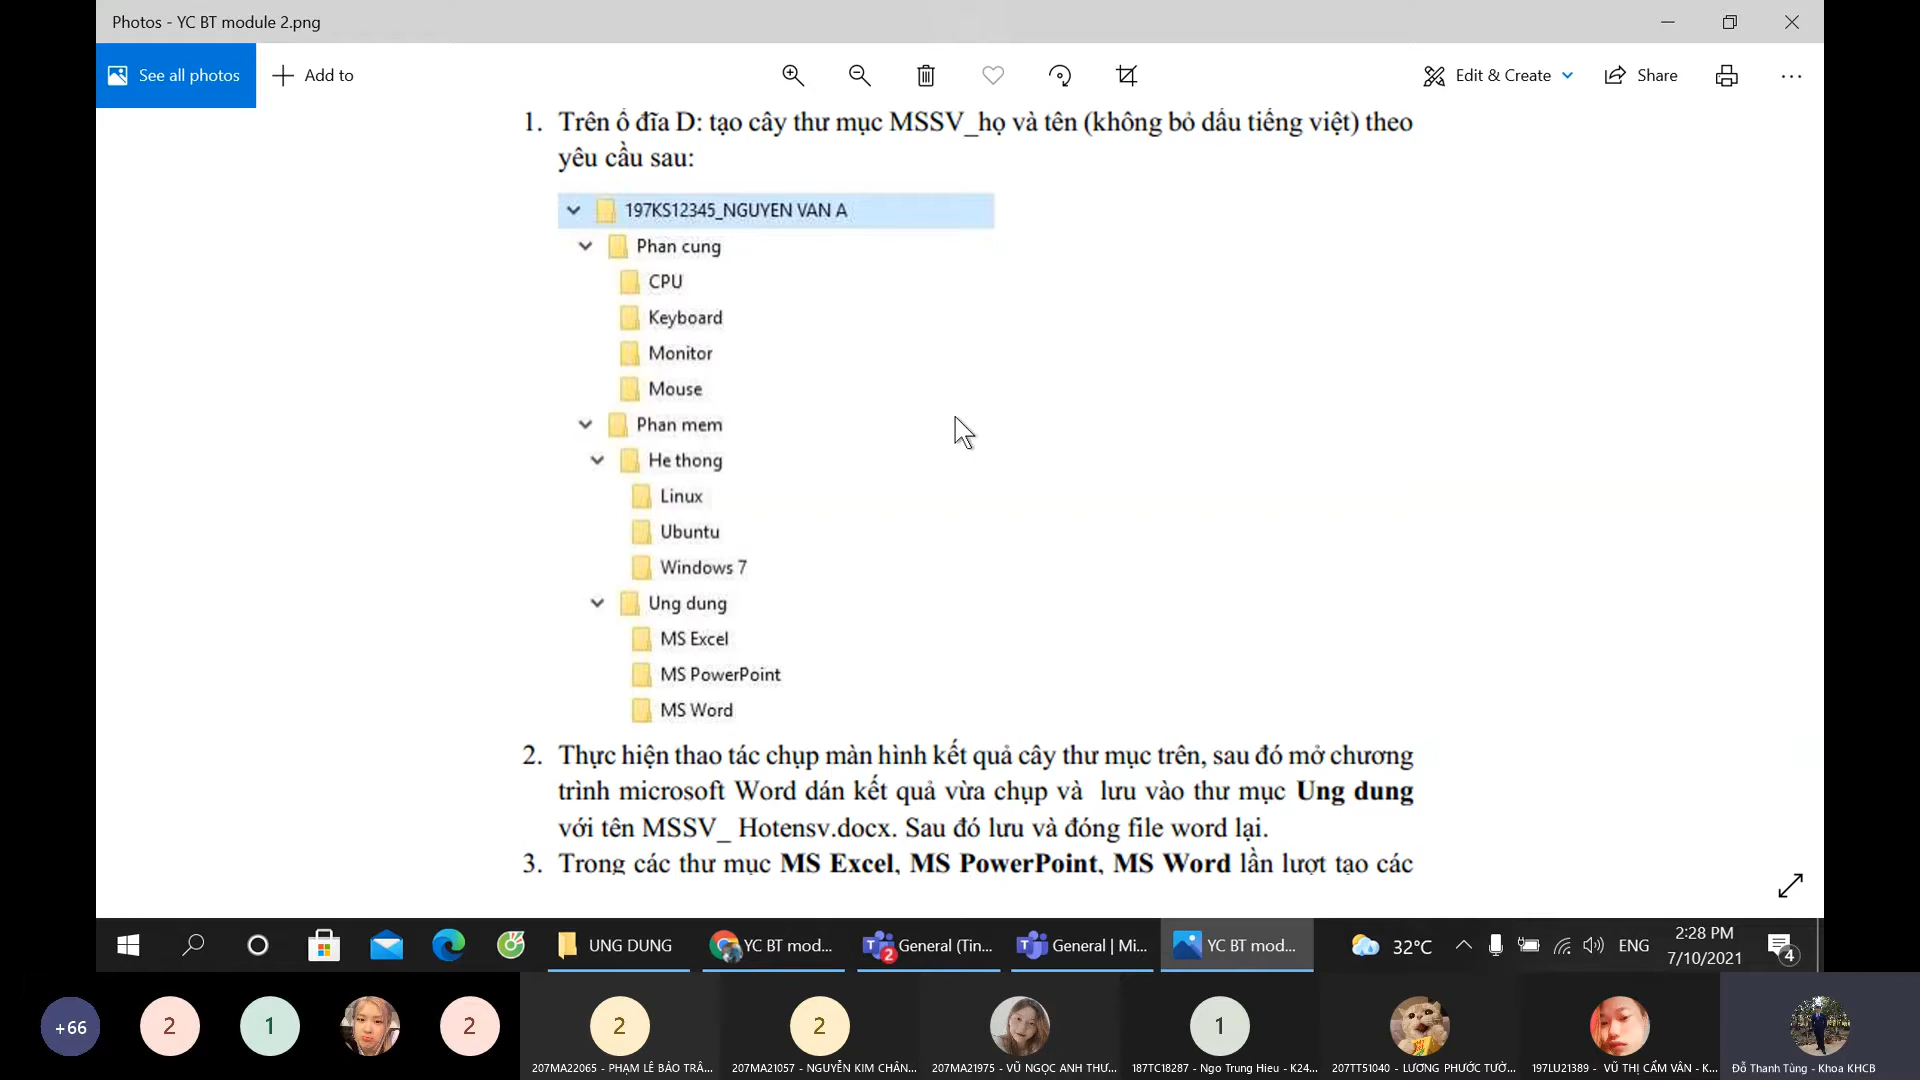 Photos - YC BT module 2.png
See all photos
Add to
Edit & Create
Share
1. Trên ổ đĩa D: tạo cây thư mục MSSV_họ và tên (không bỏ dấu tiếng việt) theo
yêu cầu sau:
197KS12345_NGUYEN VAN A
Phan cung
CPU
Keyboard
Monitor
Mouse
Phan mem
He thong
Linux
Ubuntu
Windows 7
Ung dung
MS Excel
MS PowerPoint
MS Word
2. Thực hiện thao tác chụp màn hình kết quả cây thư mục trên, sau đó mở chương
trình microsoft Word dán kết quả vừa chụp và lưu vào thư mục Ung dung
với tên MSSV_ Hotensv.docx. Sau đó lưu và đóng file word lại.
3. Trong các thư mục MS Excel, MS PowerPoint, MS Word lần lượt tạo các
UNG DUNG
YC BT mod...
2
General (Tin...
General | Mi...
YC BT mod...
32°C
ENG
2:28 PM
7/10/2021
4
+66
2
1
2
2
2
1
207MA22065 - PHẠM LÊ BẢO TRÂ...
207MA21057 - NGUYỄN KIM CHÂN...
207MA21975 - VŨ NGỌC ANH THƯ...
187TC18287 - Ngo Trung Hieu - K24...
207TT51040 - LƯƠNG PHƯỚC TƯỜ...
197LU21389 - VŨ THỊ CẨM VÂN - K...
Đỗ Thanh Tùng - Khoa KHCB